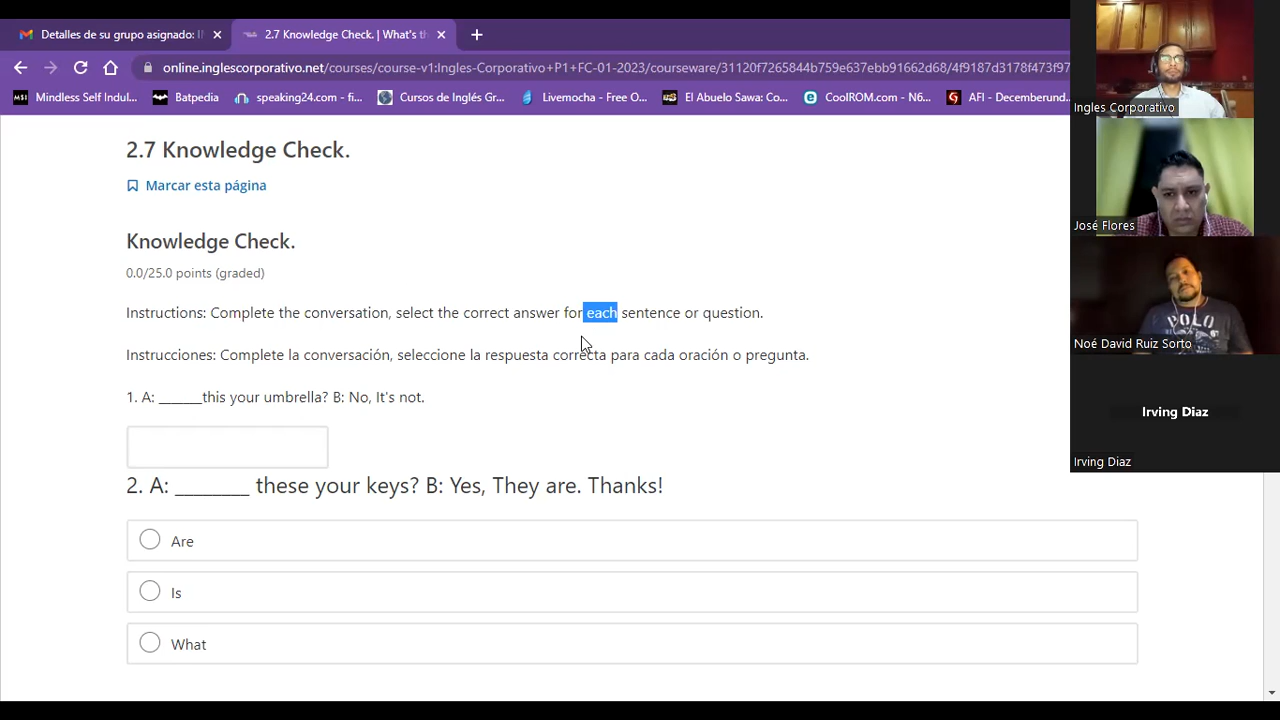 Detalles de su grupo asignado: I
2.7 Knowledge Check. | What's th
online.inglescorporativo.net/courses/course-v1:Ingles-Corporativo+P1+FC-01-2023/courseware/31120f7265844b759e637ebb91662d68/4f9187d3178f473f97
MSI Mindless Self Indul...
Batpedia
speaking24.com - fi...
Cursos de Inglés Gr...
Livemocha - Free O...
El Abuelo Sawa: Co...
CoolROM.com - N6...
AFI - Decemberund...
2.7 Knowledge Check.
Marcar esta página
Knowledge Check.
0.0/25.0 points (graded)
Instructions: Complete the conversation, select the correct answer for each sentence or question.
Instrucciones: Complete la conversación, seleccione la respuesta correcta para cada oración o pregunta.
1. A: ______this your umbrella? B: No, It's not.
2. A: _______ these your keys? B: Yes, They are. Thanks!
Are
Is
What
Ingles Corporativo
José Flores
POLO
Noé David Ruiz Sorto
Irving Diaz
Irving Diaz